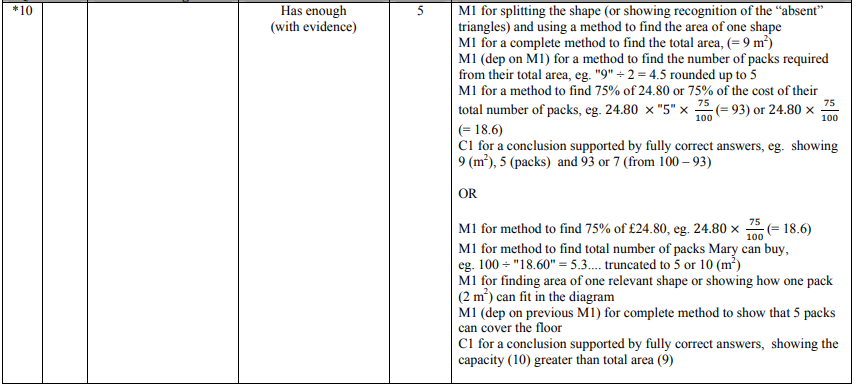 *10
Has enough
(with evidence)
5
M1 for splitting the shape (or showing recognition of the “absent”
triangles) and using a method to find the area of one shape
M1 for a complete method to find the total area, (= 9 m²)
M1 (dep on M1) for a method to find the number of packs required
from their total area, eg. "9" ÷ 2 = 4.5 rounded up to 5
M1 for a method to find 75% of 24.80 or 75% of the cost of their
total number of packs, eg. 24.80 × "5" × 75/100 (= 93) or 24.80 × 75/100
(= 18.6)
C1 for a conclusion supported by fully correct answers, eg. showing
9 (m²), 5 (packs) and 93 or 7 (from 100 – 93)
OR
M1 for method to find 75% of £24.80, eg. 24.80 × 75/100 (= 18.6)
M1 for method to find total number of packs Mary can buy,
eg. 100 ÷ "18.60" = 5.3.... truncated to 5 or 10 (m²)
M1 for finding area of one relevant shape or showing how one pack
(2 m²) can fit in the diagram
M1 (dep on previous M1) for complete method to show that 5 packs
can cover the floor
C1 for a conclusion supported by fully correct answers, showing the
capacity (10) greater than total area (9)